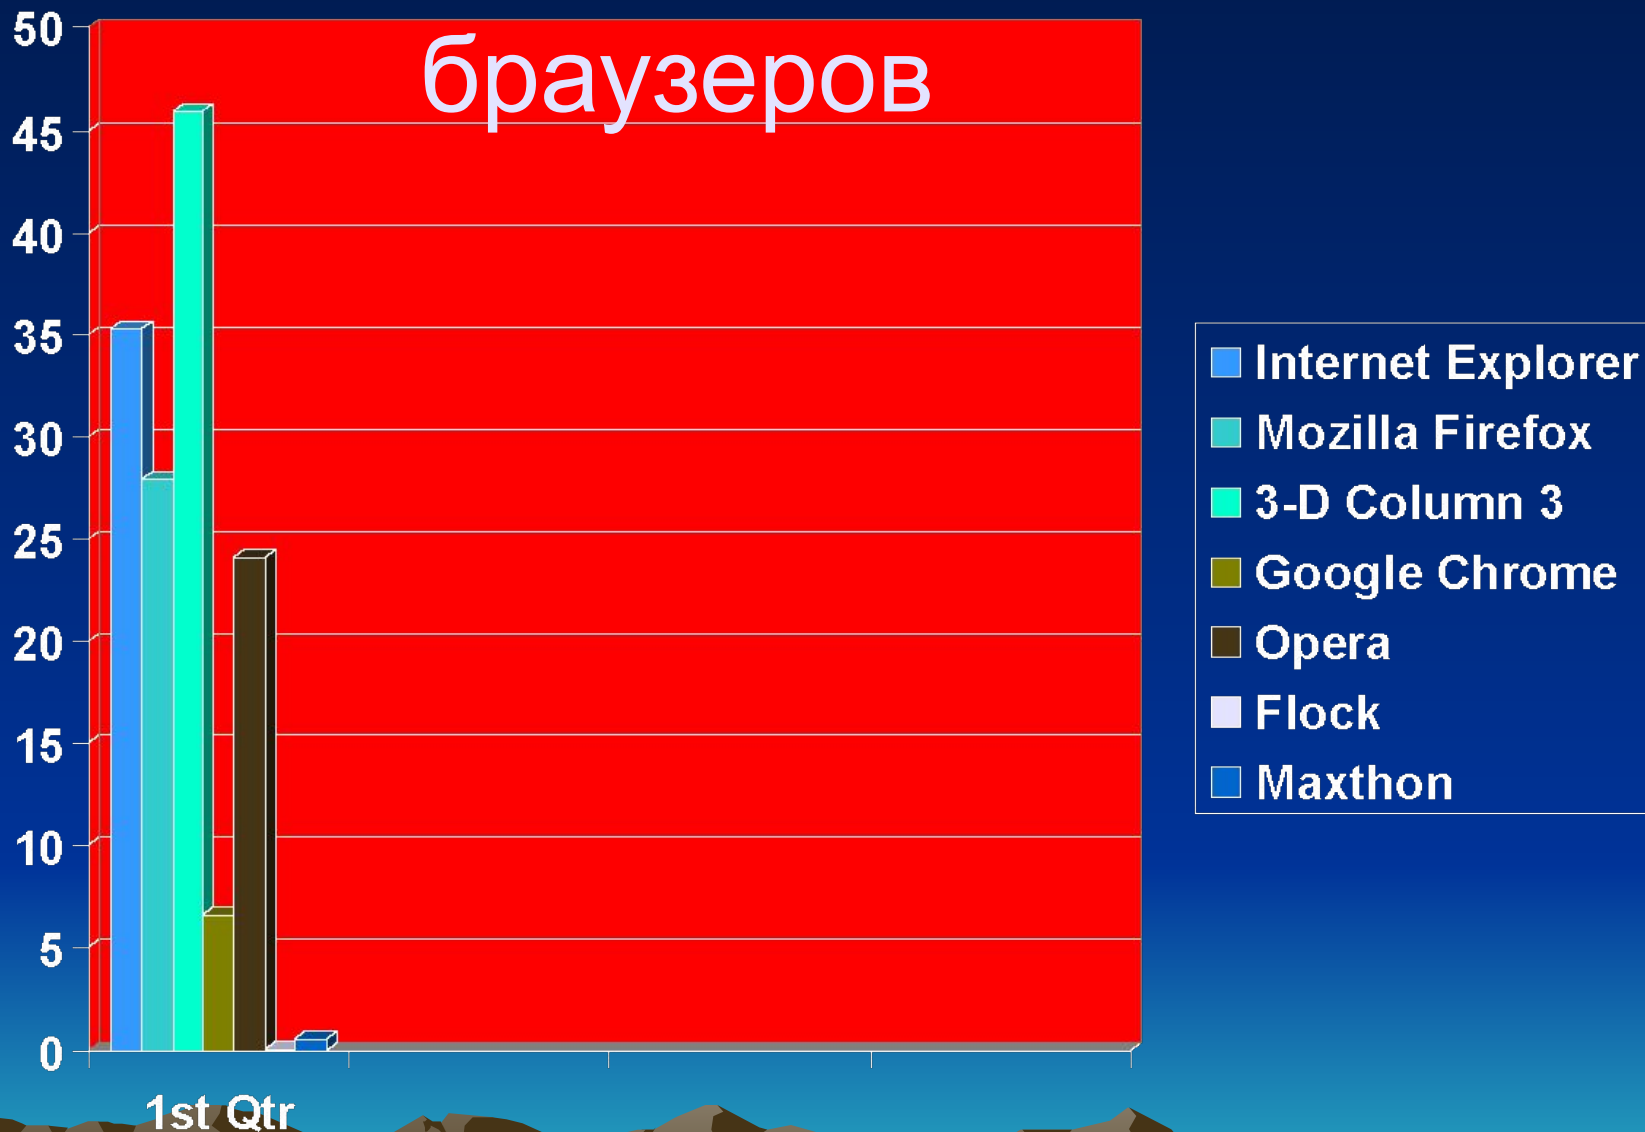 браузеров
50
45
40
35
30
25
20
15
10
5
0
1st Qtr
Internet Explorer
Mozilla Firefox
3-D Column 3
Google Chrome
Opera
Flock
Maxthon